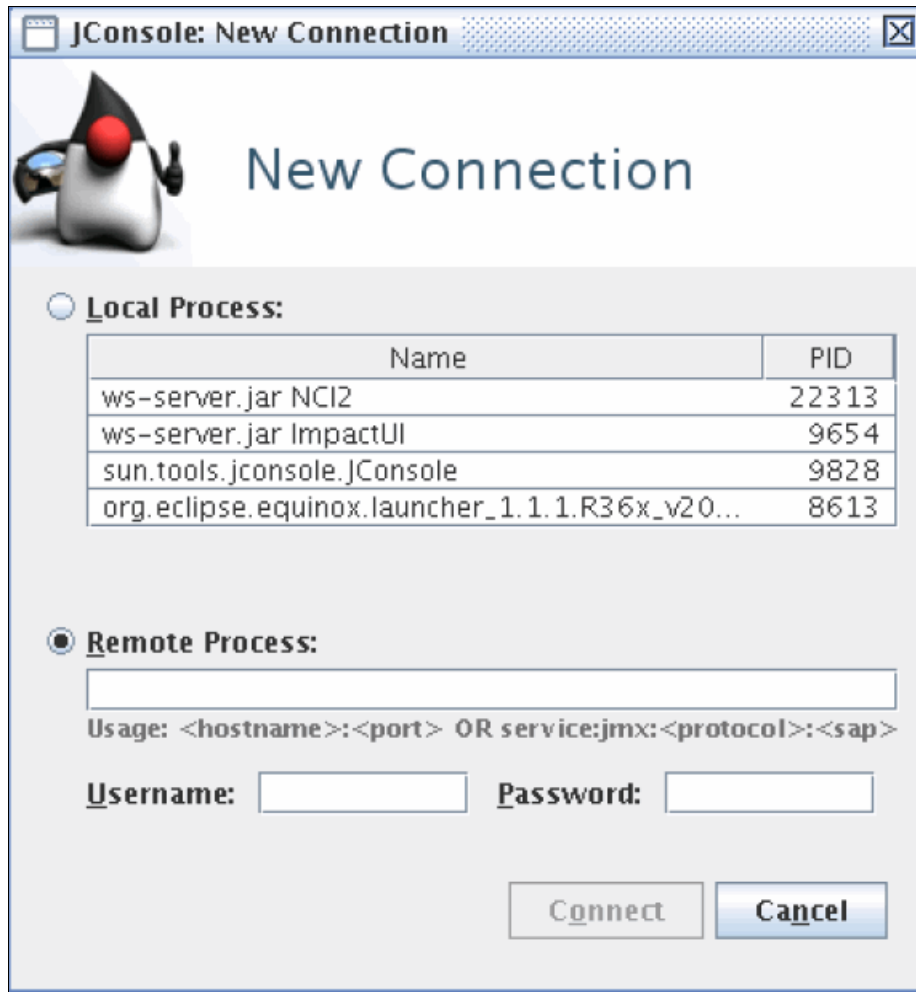 JConsole: New Connection
New Connection
Local Process:
Name PID
ws-server.jar NCI2 22313
ws-server.jar ImpactUI 9654
sun.tools.jconsole.JConsole 9828
org.eclipse.equinox.launcher_1.1.1.R36x_v20... 8613
Remote Process:
Usage: <hostname>:<port> OR service:jmx:<protocol>:<sap>
Username: Password:
Connect Cancel